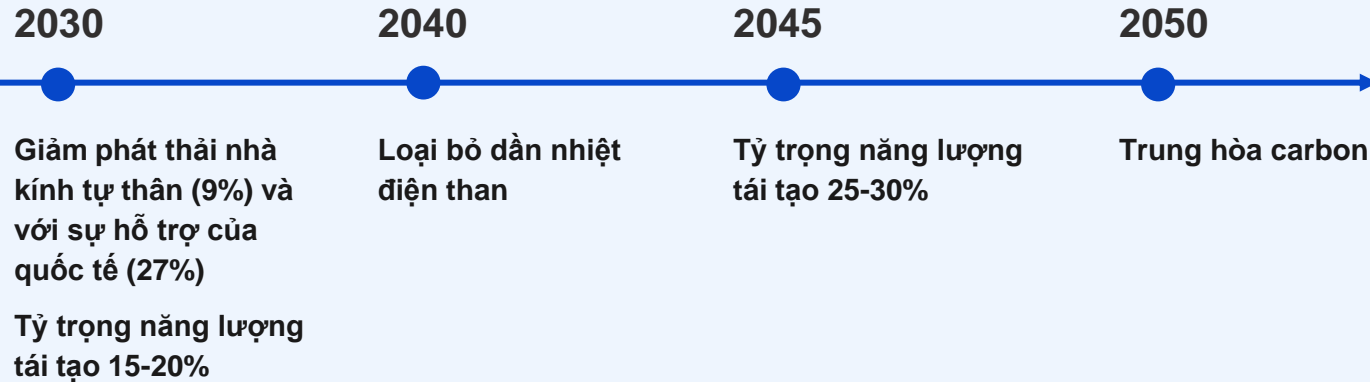 2030
Giảm phát thải nhà
kính tự thân (9%) và
với sự hỗ trợ của
quốc tế (27%)
Tỷ trọng năng lượng
tái tạo 15-20%
2040
Loại bỏ dần nhiệt
điện than
2045
Tỷ trọng năng lượng
tái tạo 25-30%
2050
Trung hòa carbon